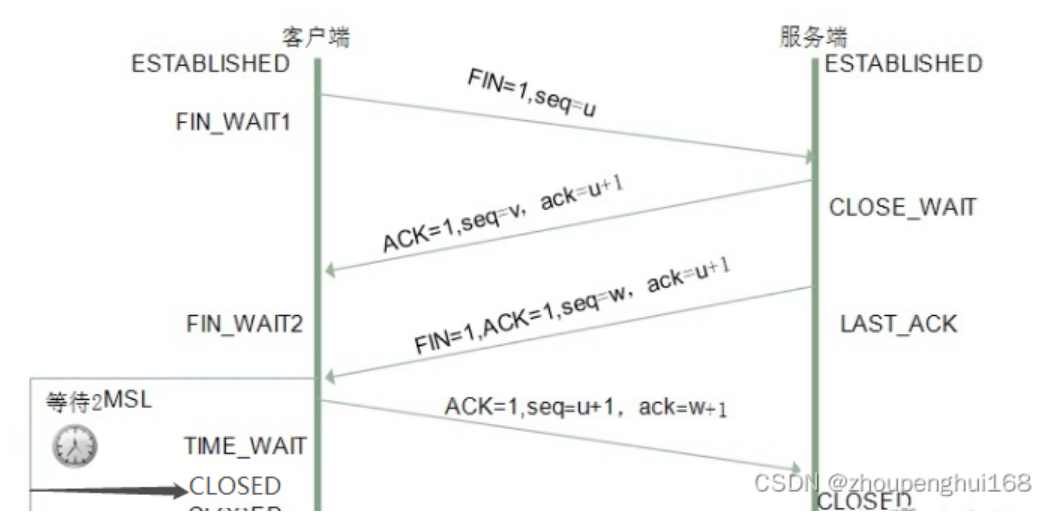 客户端
服务端
ESTABLISHED
ESTABLISHED
FIN=1,seq=u
FIN_WAIT1
CLOSE_WAIT
ACK=1,seq=v，ack=u+1
FIN_WAIT2
FIN=1,ACK=1,seq=w，ack=u+1
LAST_ACK
等待2MSL
ACK=1,seq=u+1，ack=w+1
TIME_WAIT
CLOSED
CSDN @zhoupenghui168
CLOSED